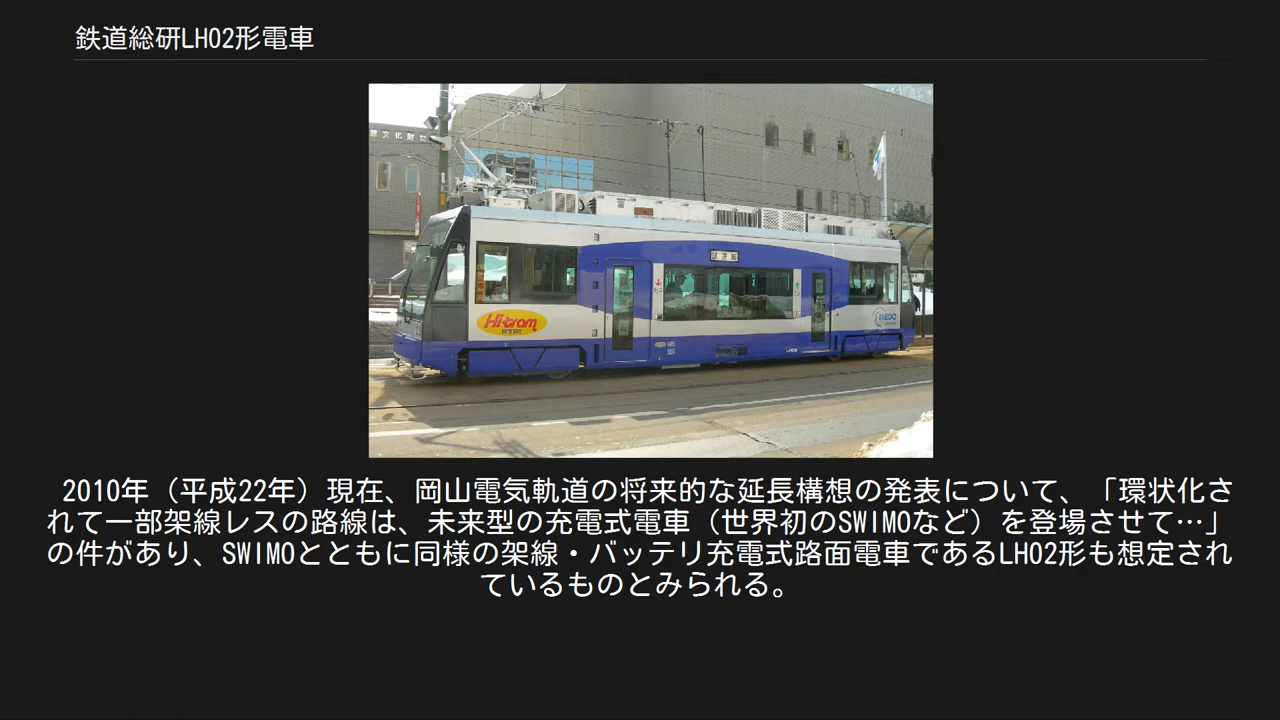 鉄道総研LH02形電車
試運転
Hi-tram
RTRI
NEDO
LH02
2010年（平成22年）現在、岡山電気軌道の将来的な延長構想の発表について、「環状化さ
れて一部架線レスの路線は、未来型の充電式電車（世界初のSWIMOなど）を登場させて…」
の件があり、SWIMOとともに同様の架線・バッテリ充電式路面電車であるLH02形も想定され
ているものとみられる。